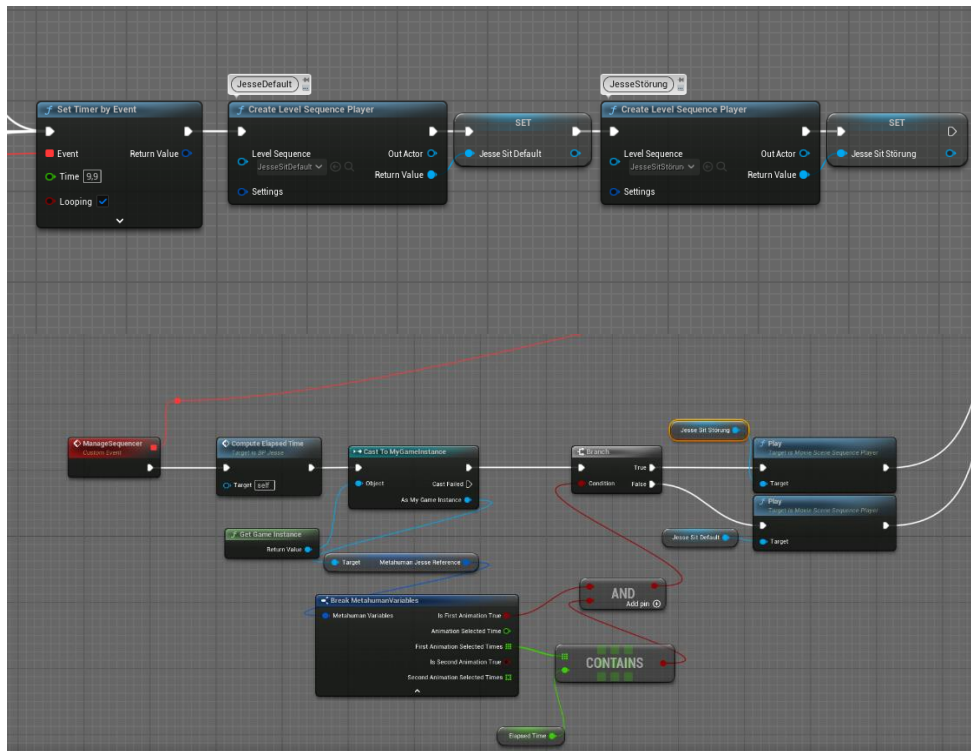 JesseDefault
JesseStörung
Set Timer by Event
Event
Return Value
Time 9,9
Looping
Create Level Sequence Player
Level Sequence
JesseSitDefault
Out Actor
Return Value
Settings
SET
Jesse Sit Default
Create Level Sequence Player
Level Sequence
JesseSitStörun
Out Actor
Return Value
Settings
SET
Jesse Sit Störung
ManageSequencer
Custom Event
Compute Elapsed Time
Target is BP Jesse
Target self
Cast To MyGameInstance
Object
Cast Failed
As My Game Instance
Get Game Instance
Return Value
Target Metahuman Jesse Reference
Branch
True
Condition False
Jesse Sit Störung
Play
Target is Movie Scene Sequence Player
Target
Play
Target is Movie Scene Sequence Player
Target
Jesse Sit Default
Break MetahumanVariables
Metahuman Variables
Is First Animation True
Animation Selected Time
First Animation Selected Times
Is Second Animation True
Second Animation Selected Times
AND
Add pin
CONTAINS
Elapsed Time